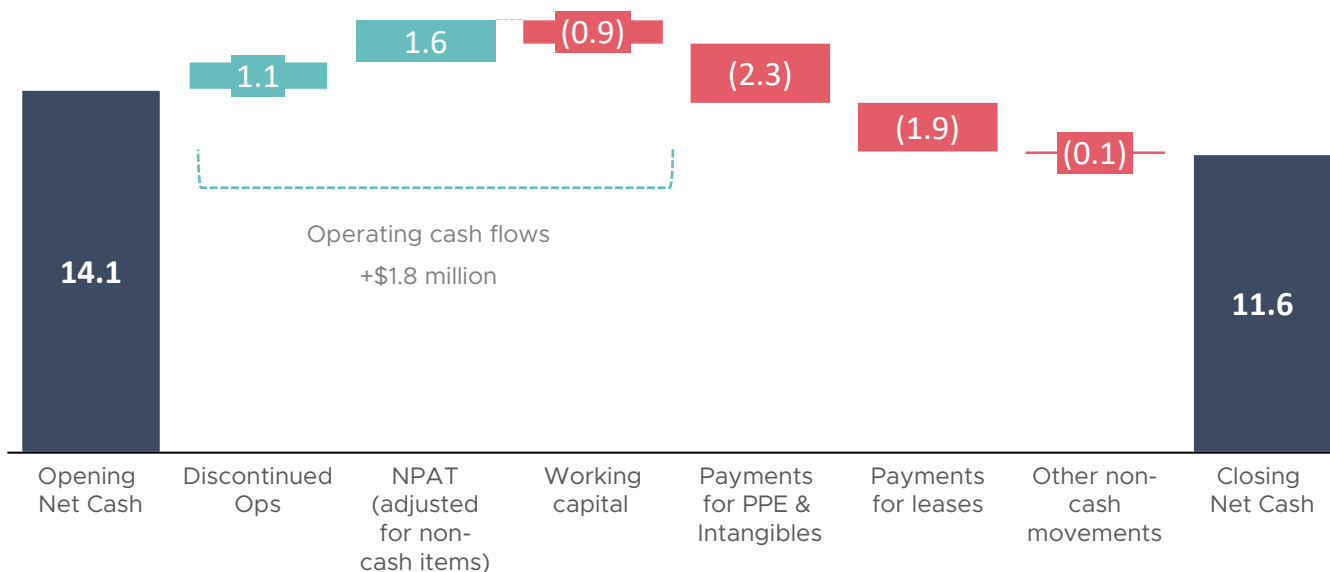 1.1
1.6
(0.9)
(2.3)
(1.9)
(0.1)
Operating cash flows
+$1.8 million
14.1
11.6
Opening
Net Cash
Discontinued
Ops
NPAT
(adjusted
for non-
cash items)
Working
capital
Payments
for PPE &
Intangibles
Payments
for leases
Other non-
cash
movements
Closing
Net Cash